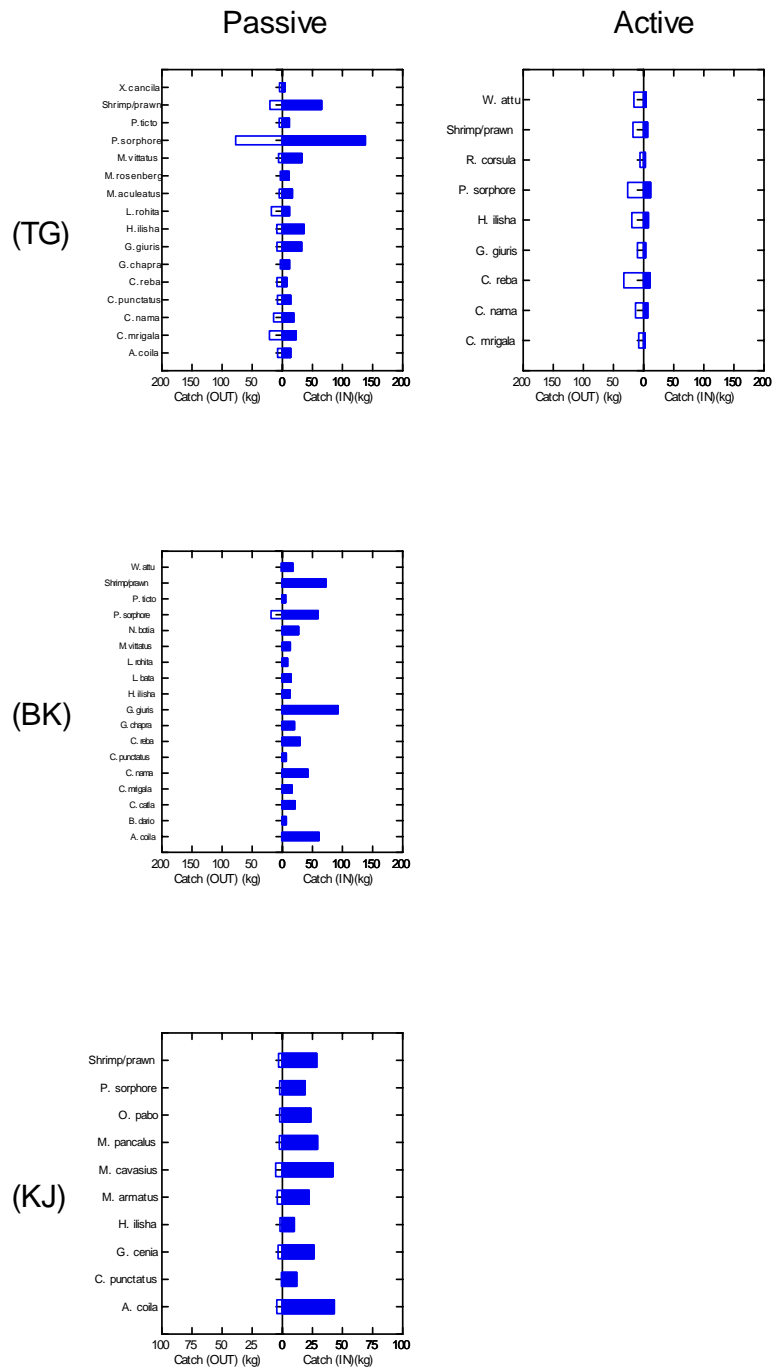 Passive Active
(TG)
X. cancila
Shrimp/prawn
P. ticto
P. sorphore
M. vittatus
M. rosenberg
M. aculeatus
L. rohita
H. ilisha
G. giuris
G. chapra
C. reba
C. punctatus
C. nama
C. mrigala
A. coila
200 150 100 50 0 50 100 150 200
Catch (OUT) (kg) Catch (IN)(kg)
W. attu
Shrimp/prawn
R. corsula
P. sorphore
H. ilisha
G. giuris
C. reba
C. nama
C. mrigala
200 150 100 50 0 50 100 150 200
Catch (OUT) (kg) Catch (IN)(kg)
(BK)
W. attu
Shrimp/prawn
P. ticto
P. sorphore
N. botia
M. vittatus
L. rohita
L. bata
H. ilisha
G. giuris
G. chapra
C. reba
C. punctatus
C. nama
C. mrigala
C. catla
B. dario
A. coila
200 150 100 50 0 50 100 150 200
Catch (OUT) (kg) Catch (IN)(kg)
(KJ)
Shrimp/prawn
P. sorphore
O. pabo
M. pancalus
M. cavasius
M. armatus
H. ilisha
G. cenia
C. punctatus
A. coila
100 75 50 25 0 25 50 75 100
Catch (OUT) (kg) Catch (IN)(kg)